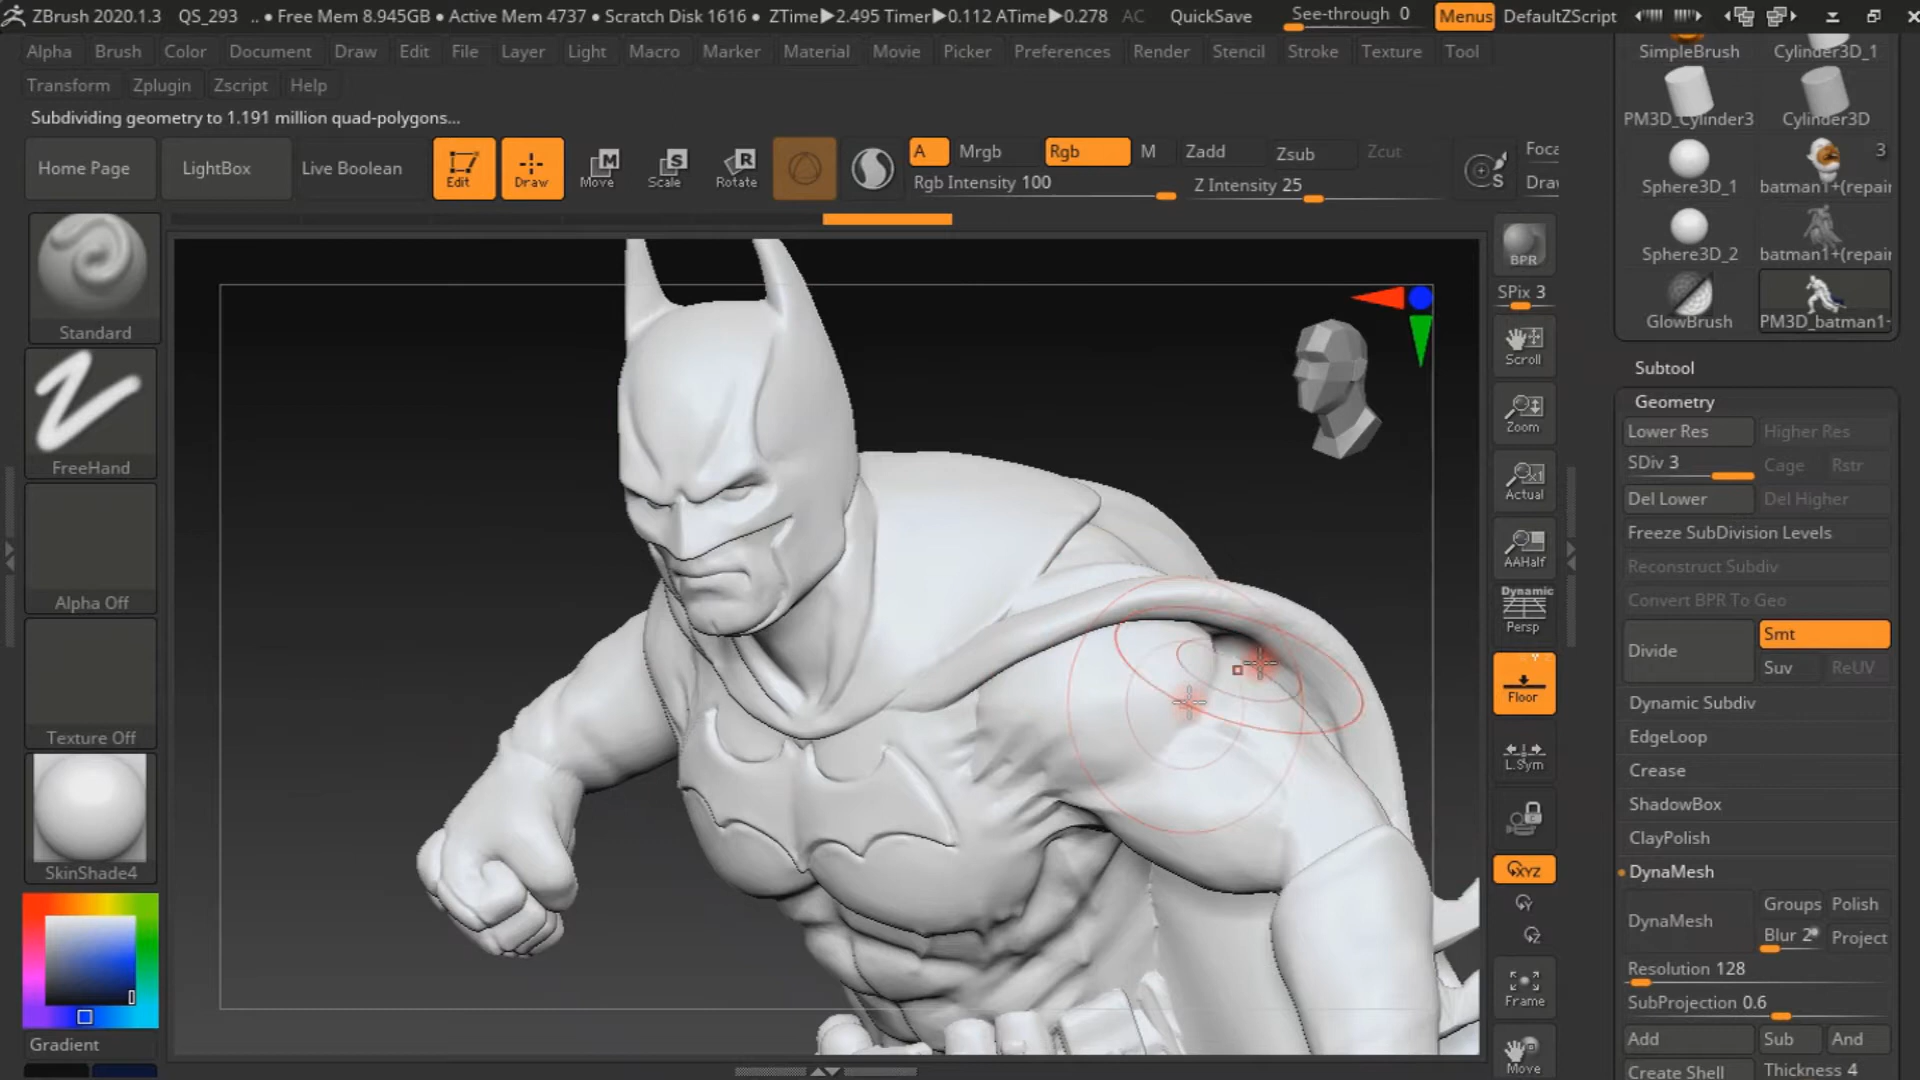 ZBrush 2020.1.3 QS_293 .. • Free Mem 8.945GB • Active Mem 4737 • Scratch Disk 1616 • ZTime▶2.495 Timer▶0.112 ATime▶0.278 AC QuickSave See-through 0 Menus DefaultZScript
Alpha Brush Color Document Draw Edit File Layer Light Macro Marker Material Movie Picker Preferences Render Stencil Stroke Texture Tool
Transform Zplugin Zscript Help
Subdividing geometry to 1.191 million quad-polygons...
Home Page LightBox Live Boolean Edit Draw Move Scale Rotate A Mrgb Rgb M Zadd Zsub Zcut Foca
Rgb Intensity 100 Z Intensity 25 Draw
M S R S
Standard
FreeHand
Alpha Off
Texture Off
SkinShade4
Gradient
BPR
SPix 3
Scroll
Zoom
Actual
AAHalf
Dynamic
Persp
Floor
L.Sym
XYZ
Y
Z
Frame
Move
SimpleBrush Cylinder3D_1
PM3D_Cylinder3 Cylinder3D
3
Sphere3D_1 batman1+(repair
Sphere3D_2 batman1+(repair
GlowBrush PM3D_batman1-
Subtool
Geometry
Lower Res Higher Res
SDiv 3 Cage Rstr
Del Lower Del Higher
Freeze SubDivision Levels
Reconstruct Subdiv
Convert BPR To Geo
Divide Smt
Suv ReUV
Dynamic Subdiv
EdgeLoop
Crease
ShadowBox
ClayPolish
DynaMesh
DynaMesh Groups Polish
Blur 2 Project
Resolution 128
SubProjection 0.6
Add Sub And
Create Shell Thickness 4